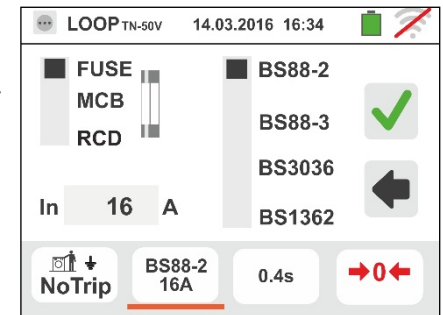 LOOP TN-50V 14.03.2016 16:34
FUSE
MCB
RCD
In 16 A
BS88-2
BS88-3
BS3036
BS1362
NoTrip
BS88-2
16A
0.4s
→0←